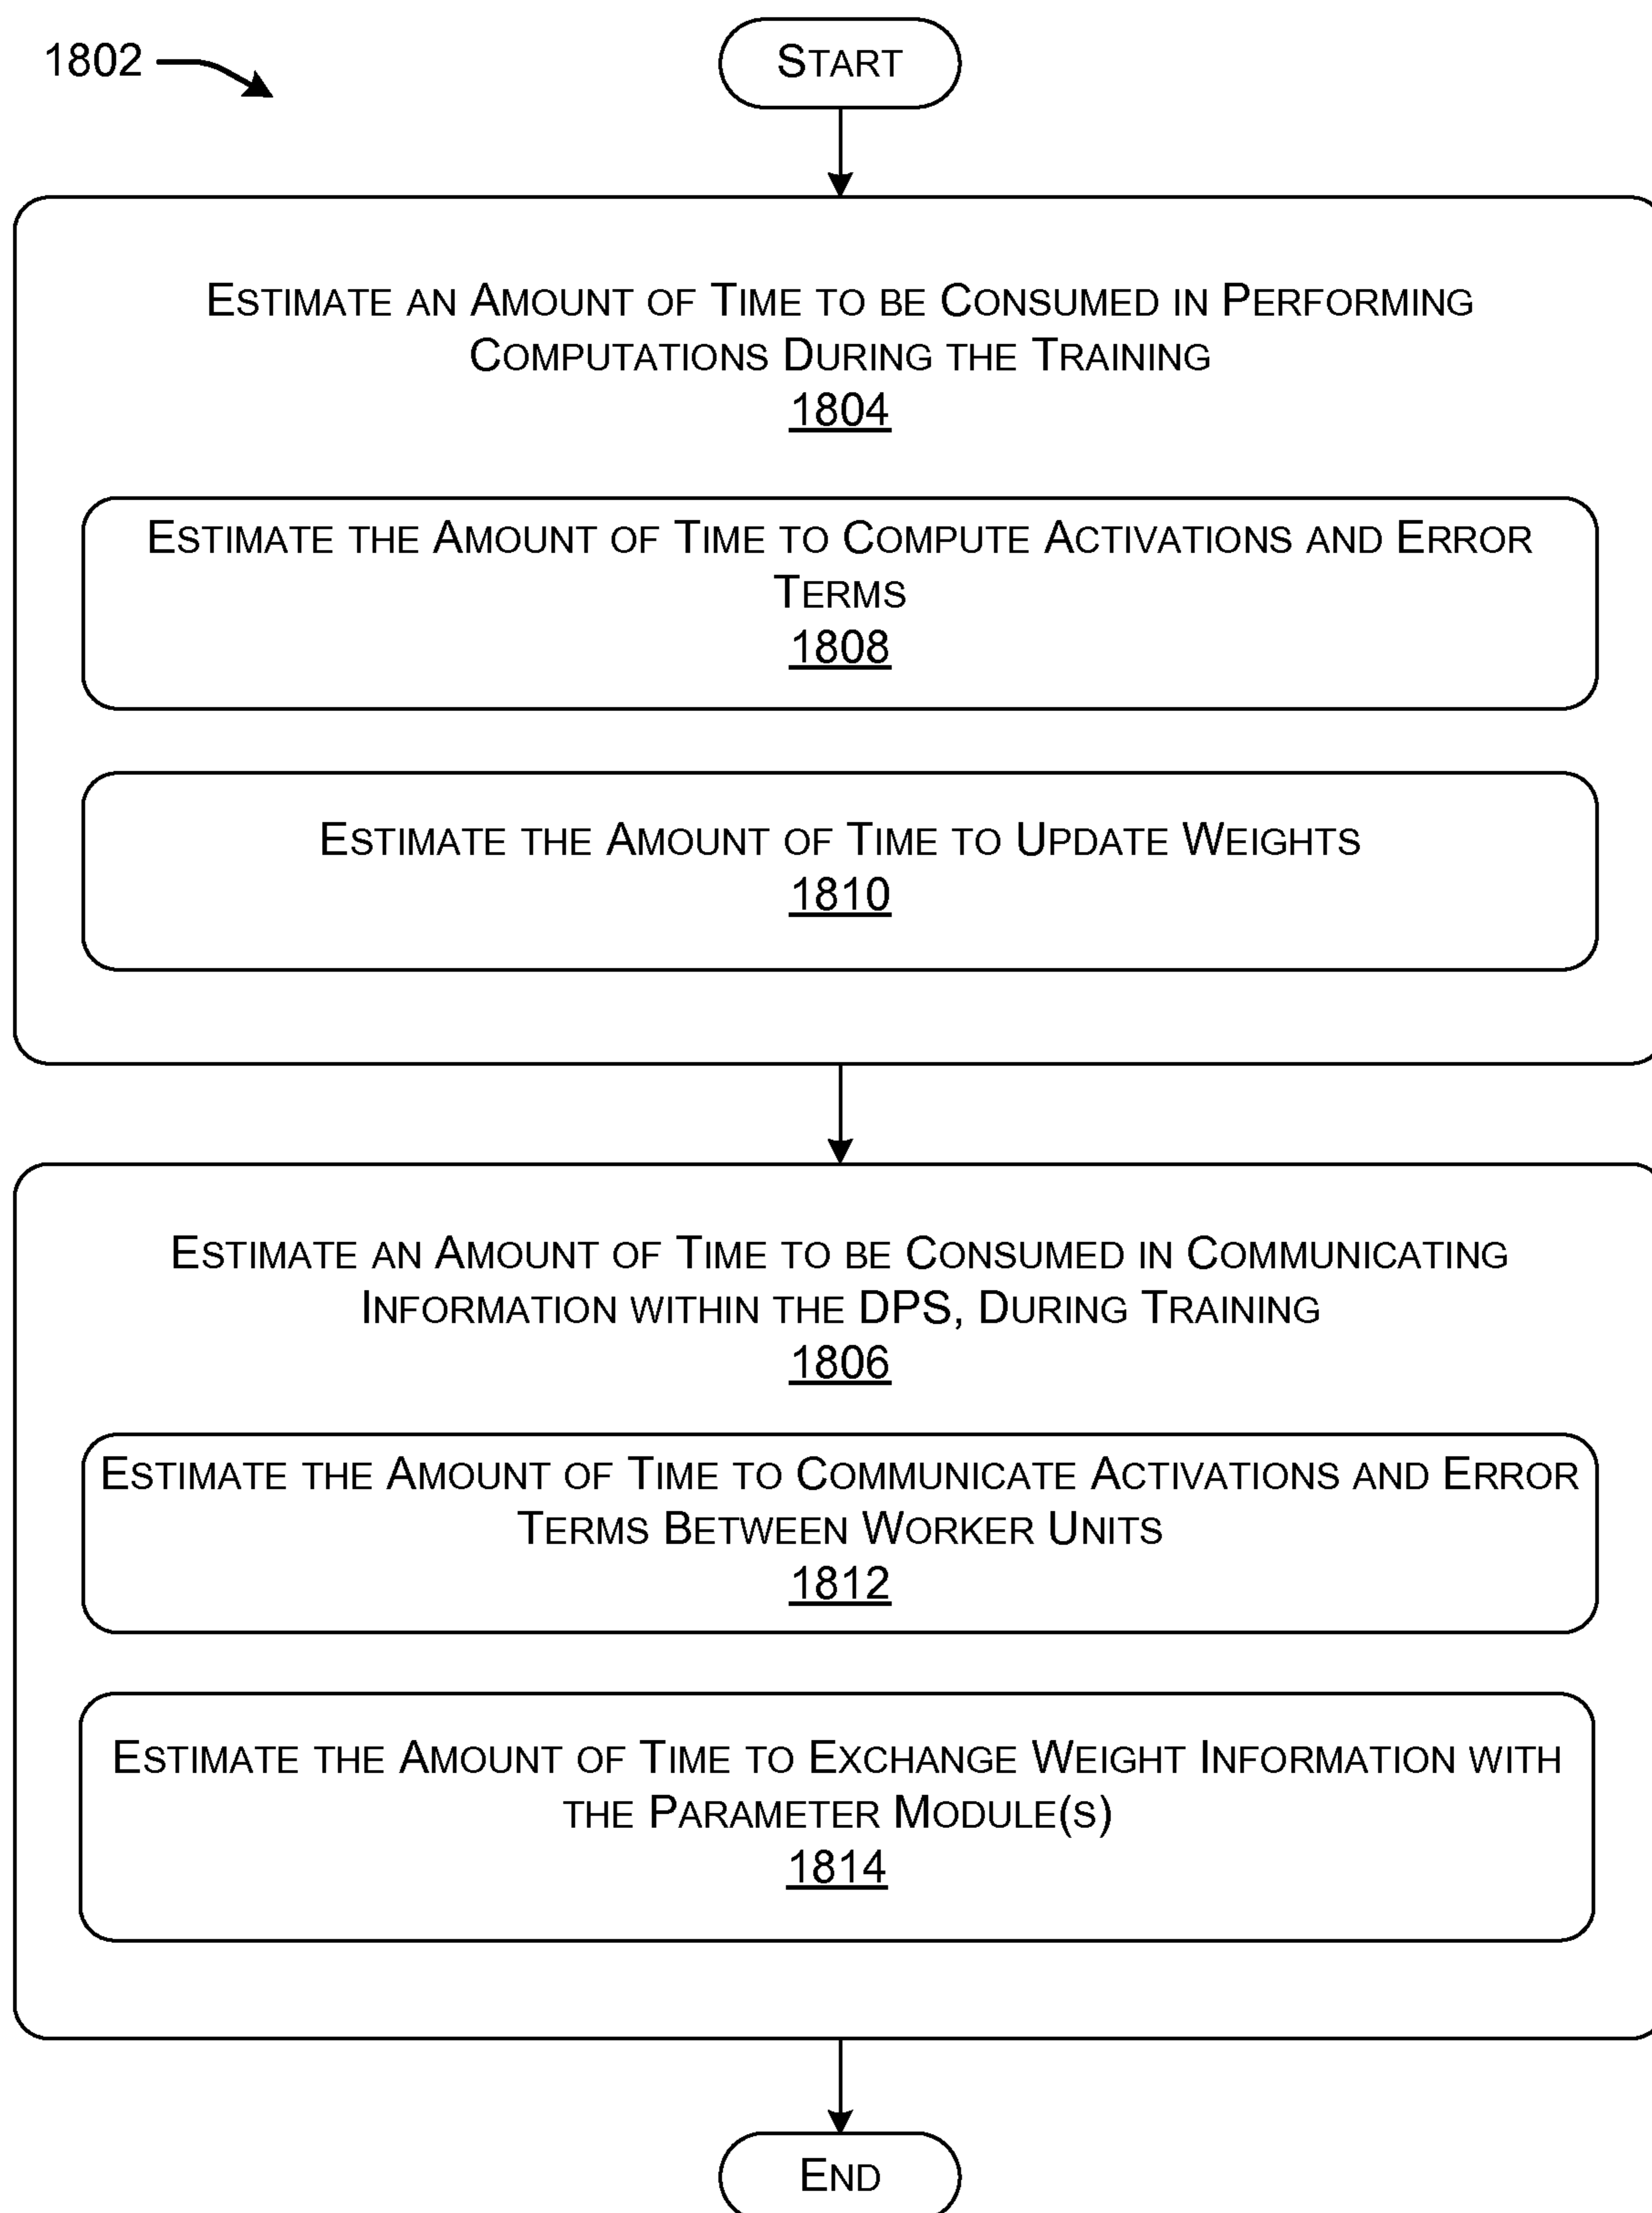 1802
START
ESTIMATE AN AMOUNT OF TIME TO BE CONSUMED IN PERFORMING
COMPUTATIONS DURING THE TRAINING
1804
ESTIMATE THE AMOUNT OF TIME TO COMPUTE ACTIVATIONS AND ERROR
TERMS
1808
ESTIMATE THE AMOUNT OF TIME TO UPDATE WEIGHTS
1810
ESTIMATE AN AMOUNT OF TIME TO BE CONSUMED IN COMMUNICATING
INFORMATION WITHIN THE DPS, DURING TRAINING
1806
ESTIMATE THE AMOUNT OF TIME TO COMMUNICATE ACTIVATIONS AND ERROR
TERMS BETWEEN WORKER UNITS
1812
ESTIMATE THE AMOUNT OF TIME TO EXCHANGE WEIGHT INFORMATION WITH
THE PARAMETER MODULE(S)
1814
END